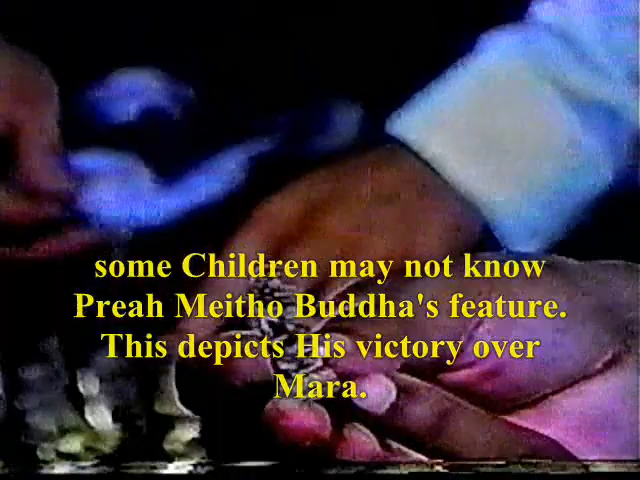 some Children may not know
Preah Meitho Buddha's feature.
This depicts His victory over
Mara.